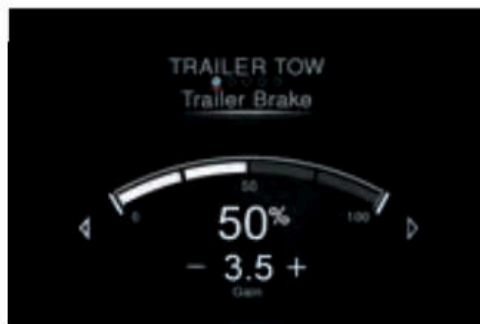 TRAILER TOW
Trailer Brake
50
0 100
50%
− 3.5 +
Gain